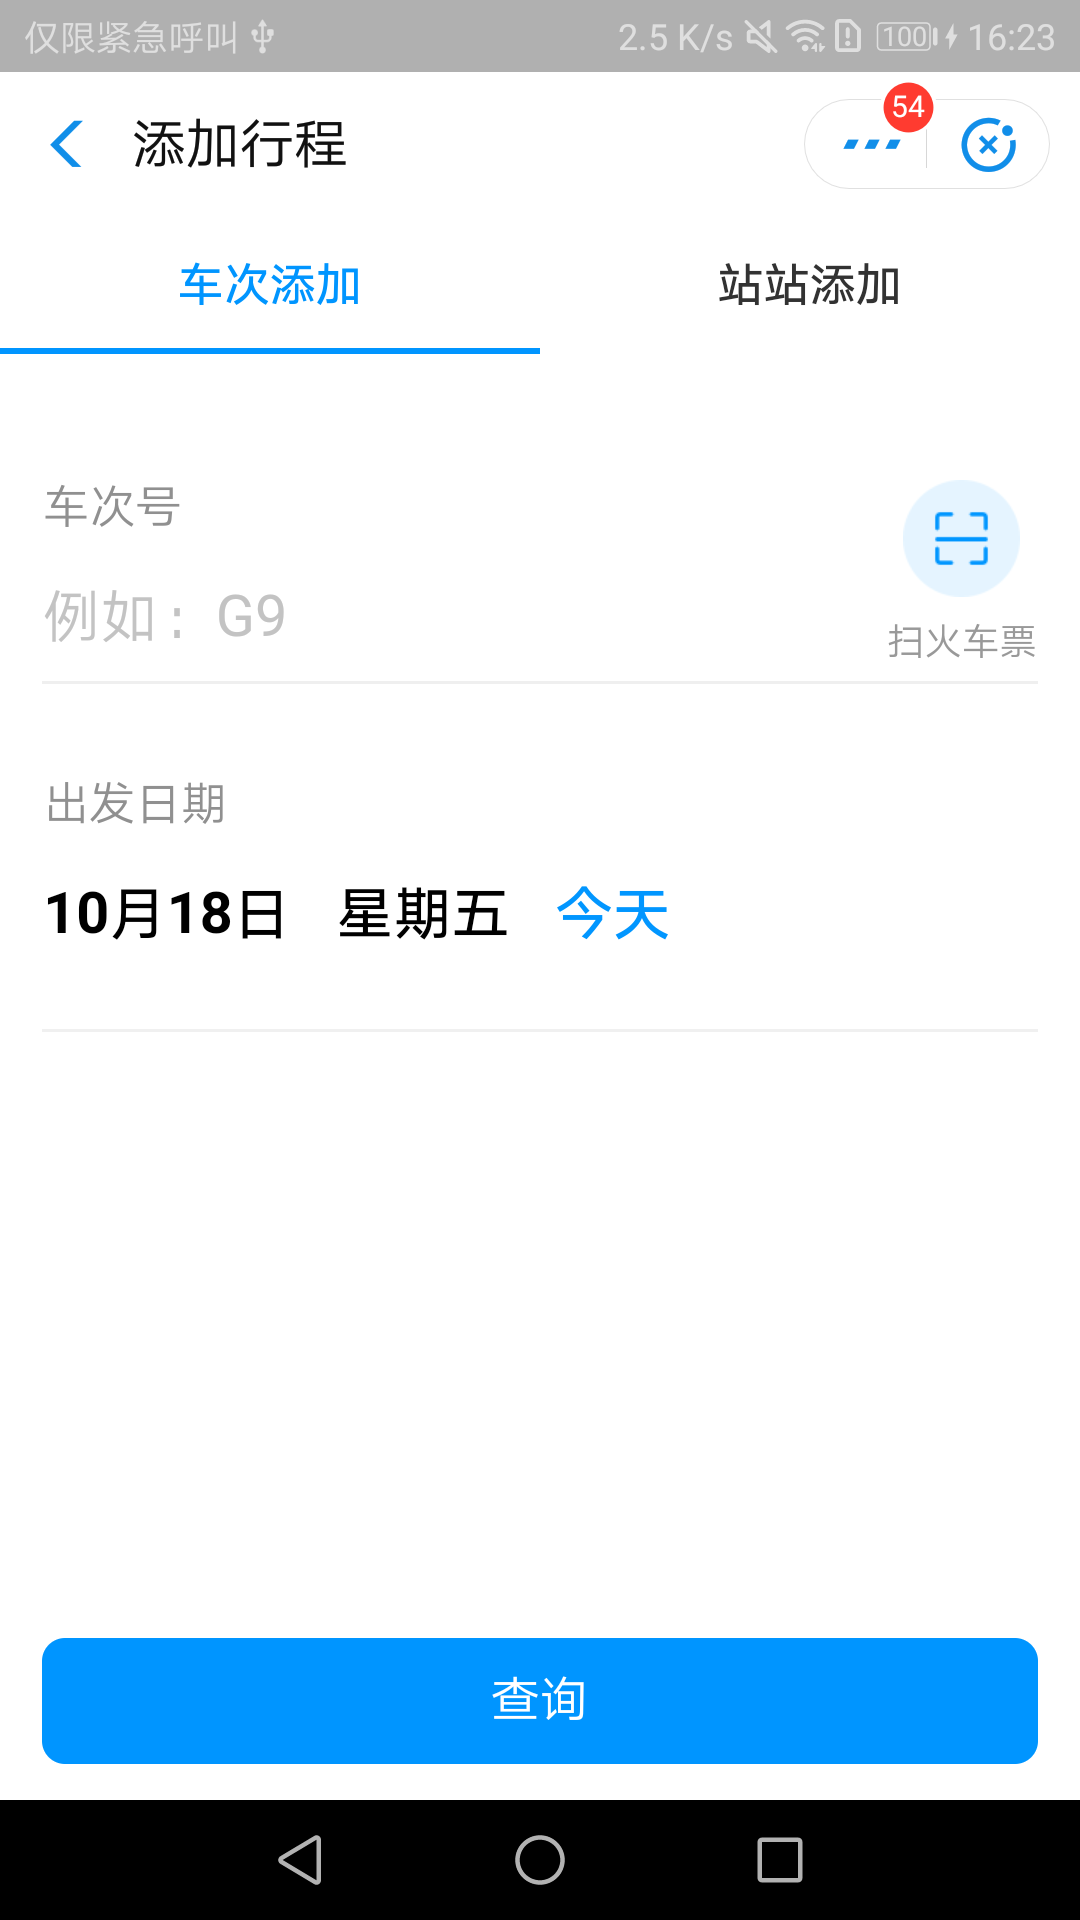 仅限紧急呼叫 2.5 K/s 100 16:23
添加行程 54
车次添加 站站添加
车次号
例如：G9
扫火车票
出发日期
10月18日 星期五 今天
查询